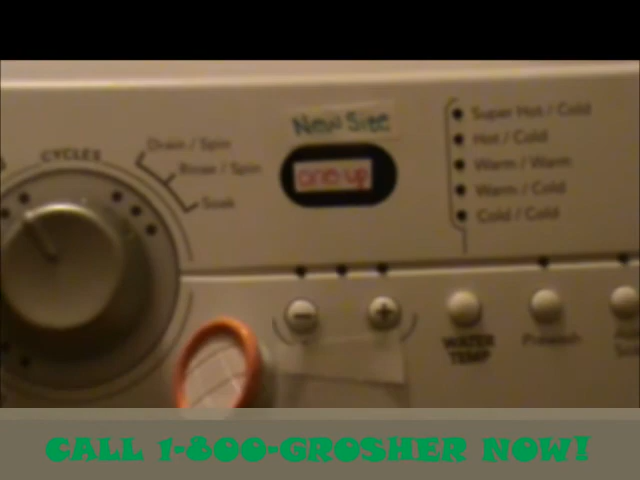 New Size
one-up
CYCLES
Drain / Spin
Rinse / Spin
Soak
Super Hot / Cold
Hot / Cold
Warm / Warm
Warm / Cold
Cold / Cold
WATER
TEMP
Prewash
CALL 1-800-GROSHER NOW!